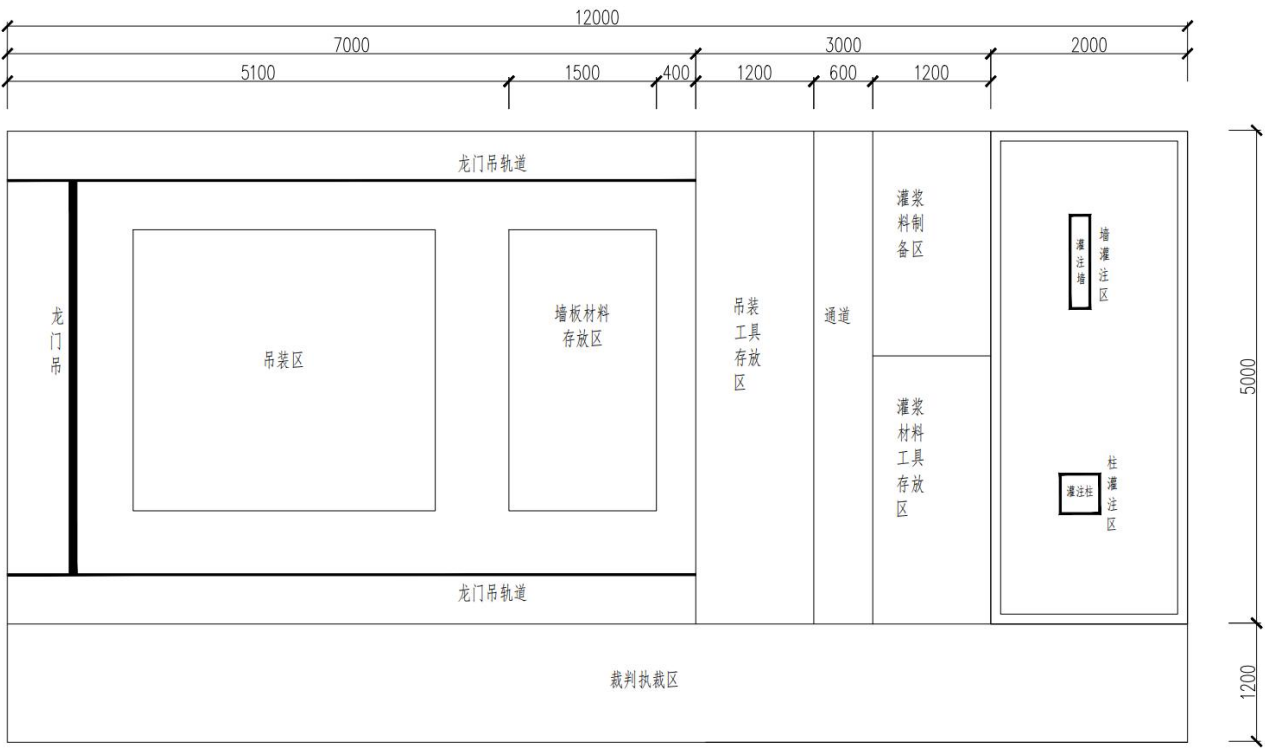 12000
7000
3000
2000
5100
1500
400
1200
600
1200
龙门吊轨道
龙门吊
吊装区
墙板材料
存放区
吊装
工具
存放
区
通道
灌浆
料制
备区
灌浆
材料
工具
存放
区
灌注墙
墙灌注区
灌注柱
柱灌注区
5000
龙门吊轨道
裁判执裁区
1200